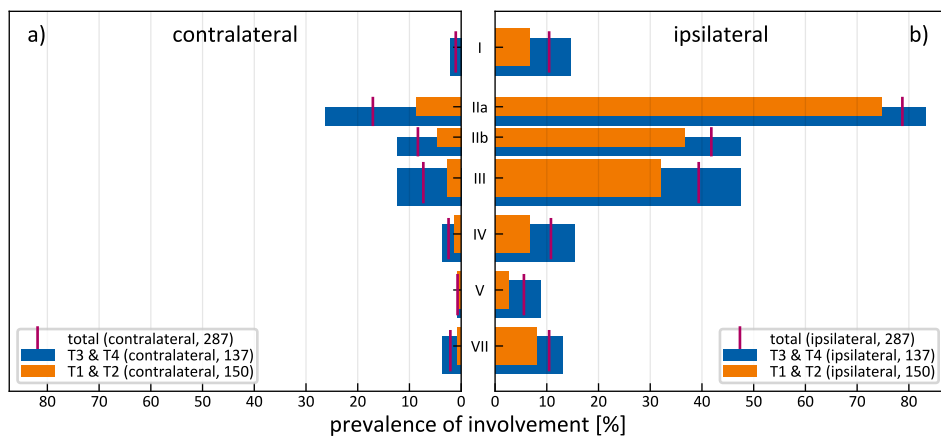 a) contralateral
ipsilateral b)
I
IIa
IIb
III
IV
V
VII
total (contralateral, 287)
T3 & T4 (contralateral, 137)
T1 & T2 (contralateral, 150)
total (ipsilateral, 287)
T3 & T4 (ipsilateral, 137)
T1 & T2 (ipsilateral, 150)
80 70 60 50 40 30 20 10 0
0 10 20 30 40 50 60 70 80
prevalence of involvement [%]